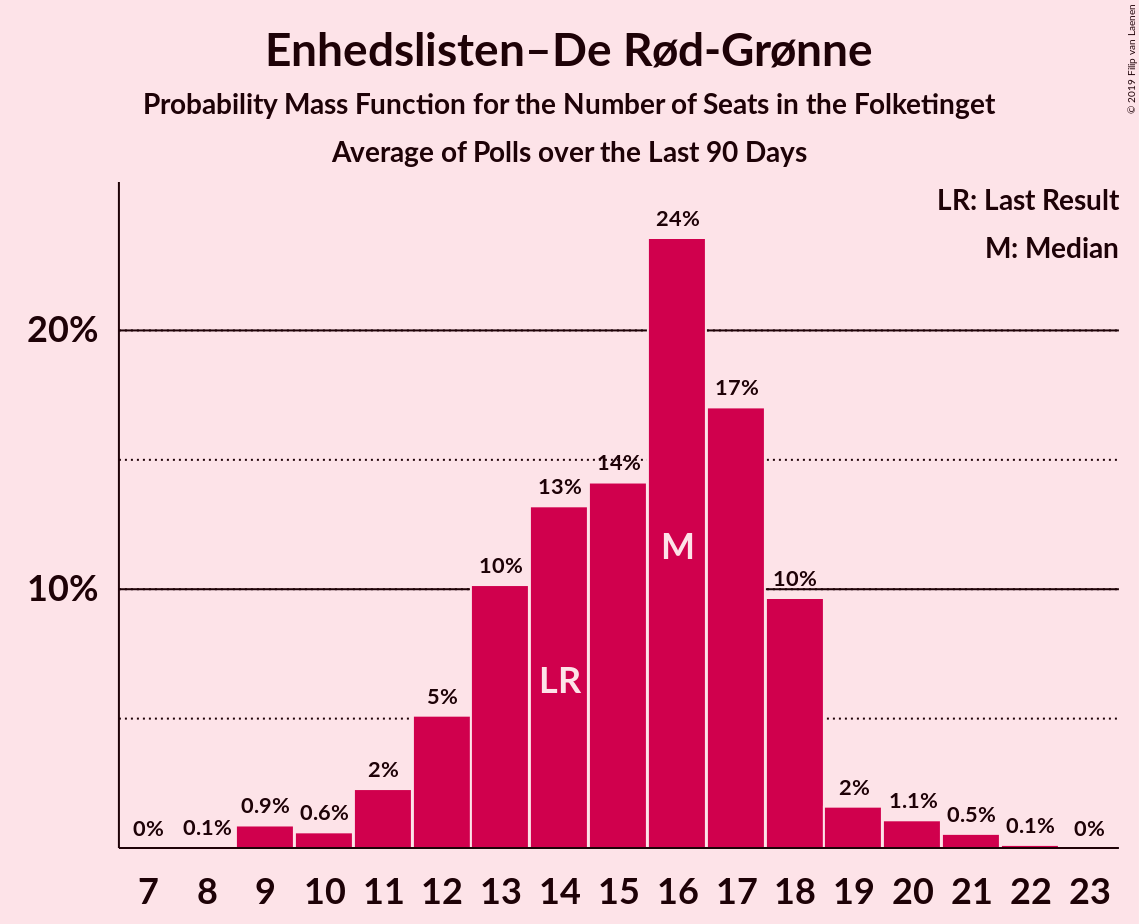 Enhedslisten–De Rød-Grønne
Probability Mass Function for the Number of Seats in the Folketinget
Average of Polls over the Last 90 Days
© 2019 Filip van Laenen
LR: Last Result
M: Median
24%
20%
17%
14%
13%
10%
10%
10%
M
LR
5%
2%
0.9%
0.6%
0%
0.1%
2%
1.1%
0.5%
0.1%
0%
7 8 9 10 11 12 13 14 15 16 17 18 19 20 21 22 23